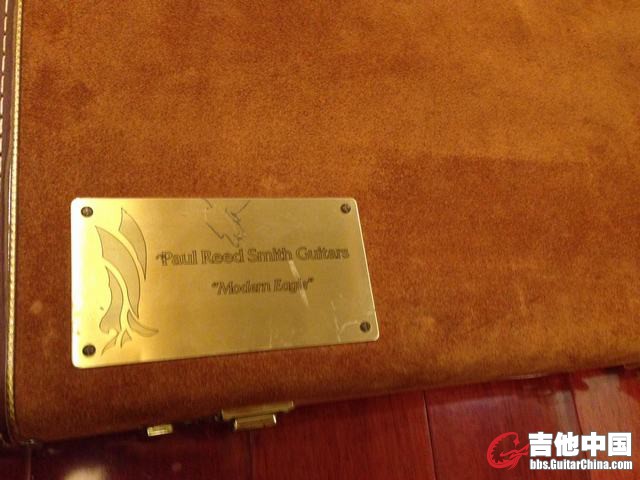 Paul Reed Smith Guitars
"Modern Eagle"
吉他中国
bbs.GuitarChina.com